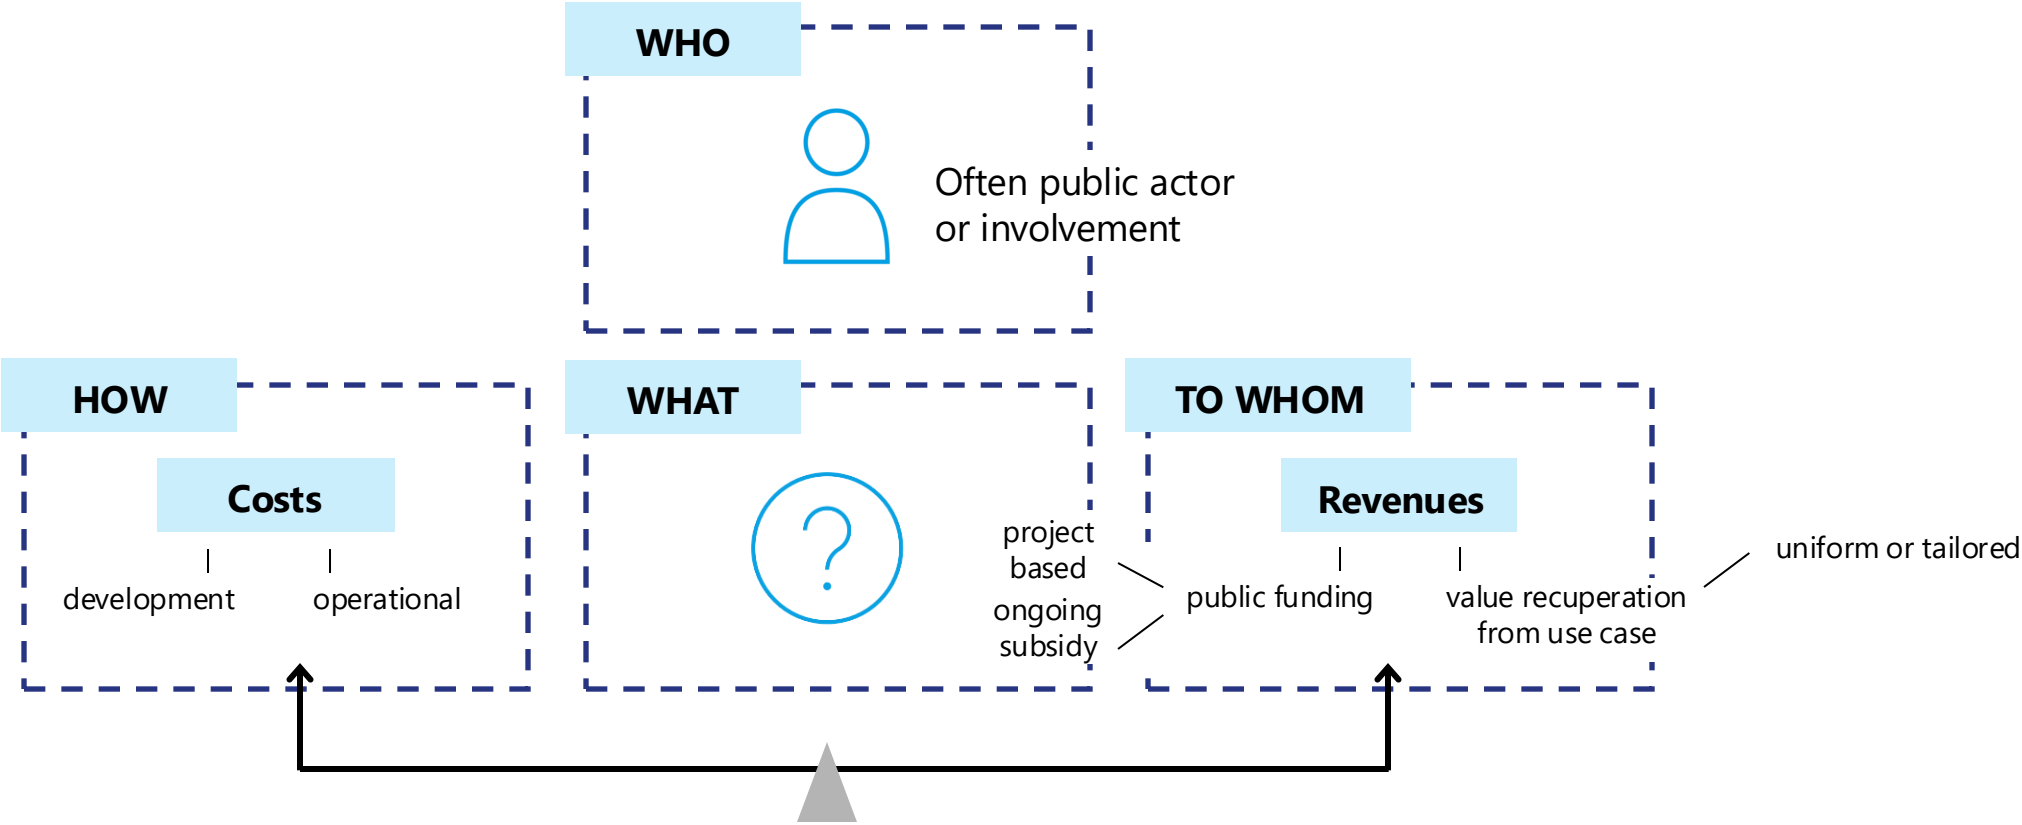 WHO
Often public actor
or involvement
HOW
Costs
development
operational
WHAT
?
TO WHOM
Revenues
project
based
ongoing
subsidy
public funding
value recuperation
from use case
uniform or tailored